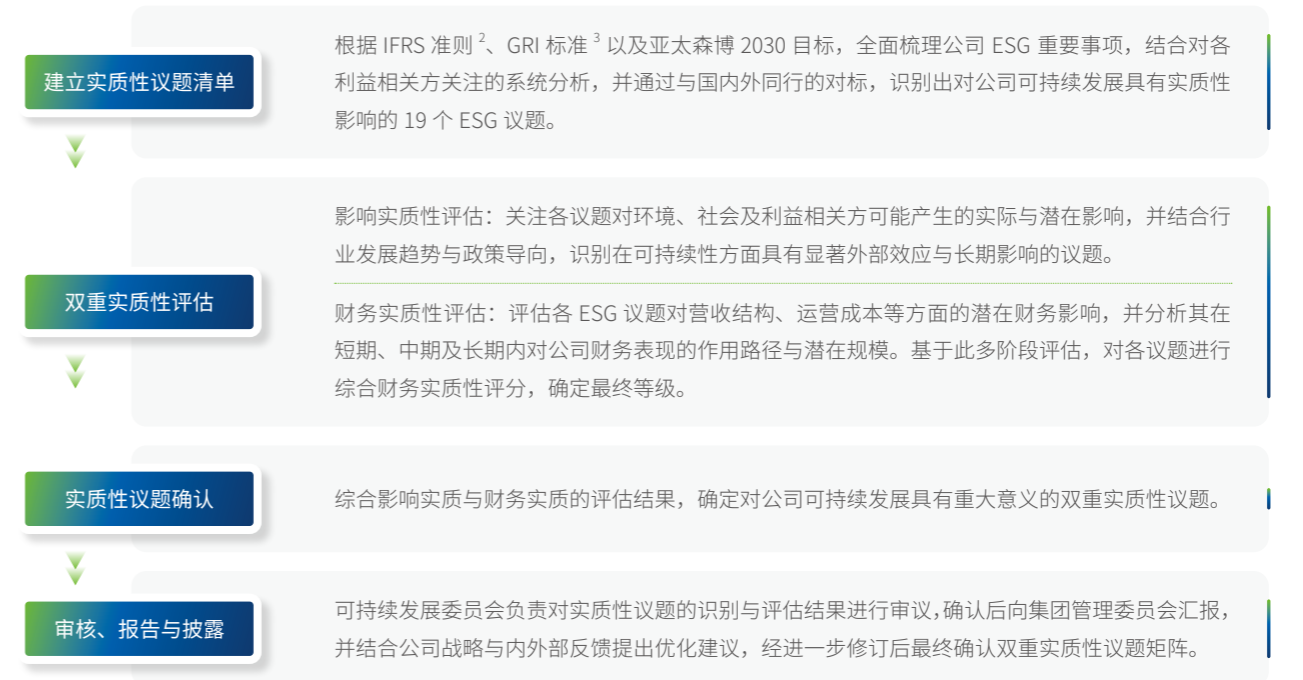 建立实质性议题清单
根据 IFRS 准则 2、GRI 标准 3 以及亚太森博 2030 目标，全面梳理公司 ESG 重要事项，结合对各
利益相关方关注的系统分析，并通过与国内外同行的对标，识别出对公司可持续发展具有实质性
影响的 19 个 ESG 议题。
双重实质性评估
影响实质性评估：关注各议题对环境、社会及利益相关方可能产生的实际与潜在影响，并结合行
业发展趋势与政策导向，识别在可持续性方面具有显著外部效应与长期影响的议题。
财务实质性评估：评估各 ESG 议题对营收结构、运营成本等方面的潜在财务影响，并分析其在
短期、中期及长期内对公司财务表现的作用路径与潜在规模。基于此多阶段评估，对各议题进行
综合财务实质性评分，确定最终等级。
实质性议题确认
综合影响实质与财务实质的评估结果，确定对公司可持续发展具有重大意义的双重实质性议题。
审核、报告与披露
可持续发展委员会负责对实质性议题的识别与评估结果进行审议，确认后向集团管理委员会汇报，
并结合公司战略与内外部反馈提出优化建议，经进一步修订后最终确认双重实质性议题矩阵。